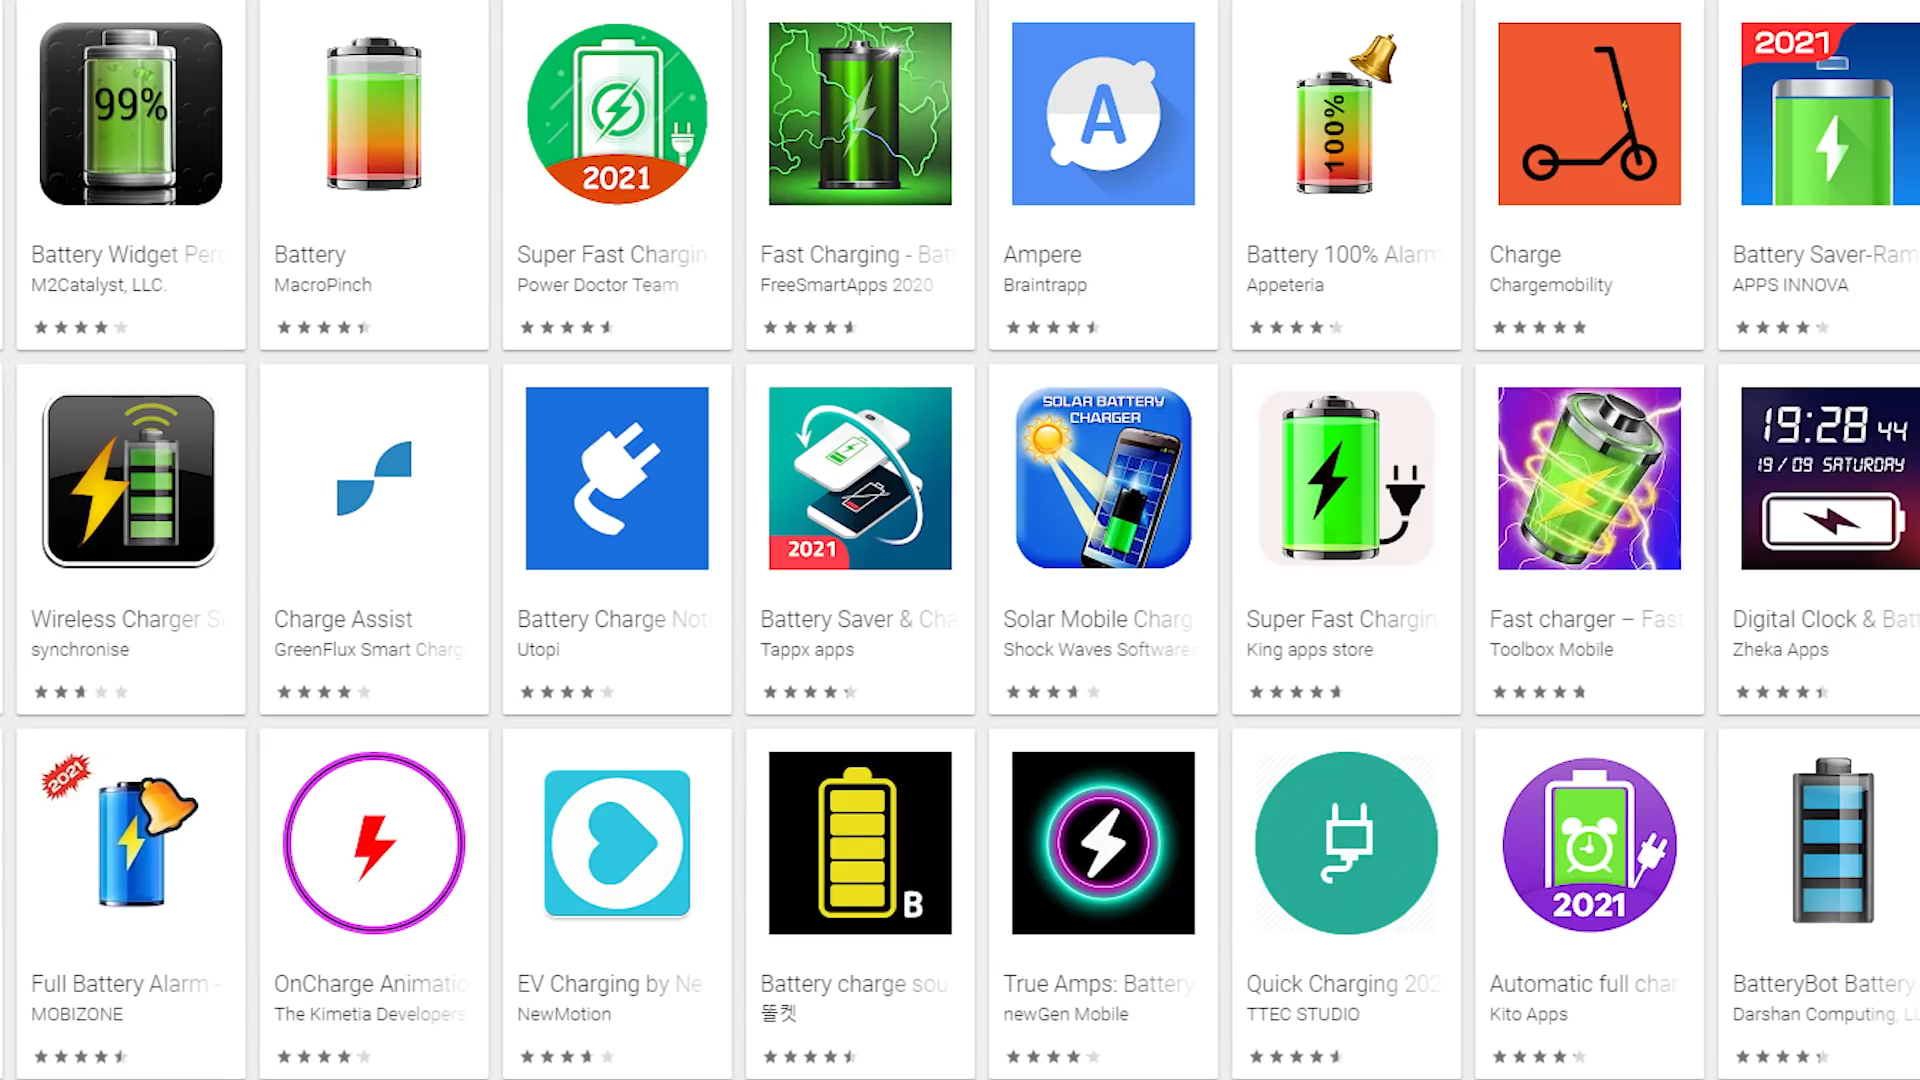 99%
2021
A
100%
2021
Battery Widget Perc
Battery
Super Fast Chargin
Fast Charging - Batt
Ampere
Battery 100% Alarm
Charge
Battery Saver-Ram
M2Catalyst, LLC.
MacroPinch
Power Doctor Team
FreeSmartApps 2020
Braintrapp
Appeteria
Chargemobility
APPS INNOVA
2021
SOLAR BATTERY
CHARGER
19:28 44
19/09 SATURDAY
Wireless Charger Si
Charge Assist
Battery Charge Noti
Battery Saver & Cha
Solar Mobile Charg
Super Fast Chargin
Fast charger – Fast
Digital Clock & Batt
synchronise
GreenFlux Smart Chargi
Utopi
Tappx apps
Shock Waves Softwares
King apps store
Toolbox Mobile
Zheka Apps
2021
B
2021
Full Battery Alarm -
OnCharge Animatio
EV Charging by Ne
Battery charge sou
True Amps: Battery
Quick Charging 202
Automatic full char
BatteryBot Battery
MOBIZONE
The Kimetia Developers
NewMotion
뚤켓
newGen Mobile
TTEC STUDIO
Kito Apps
Darshan Computing, LL